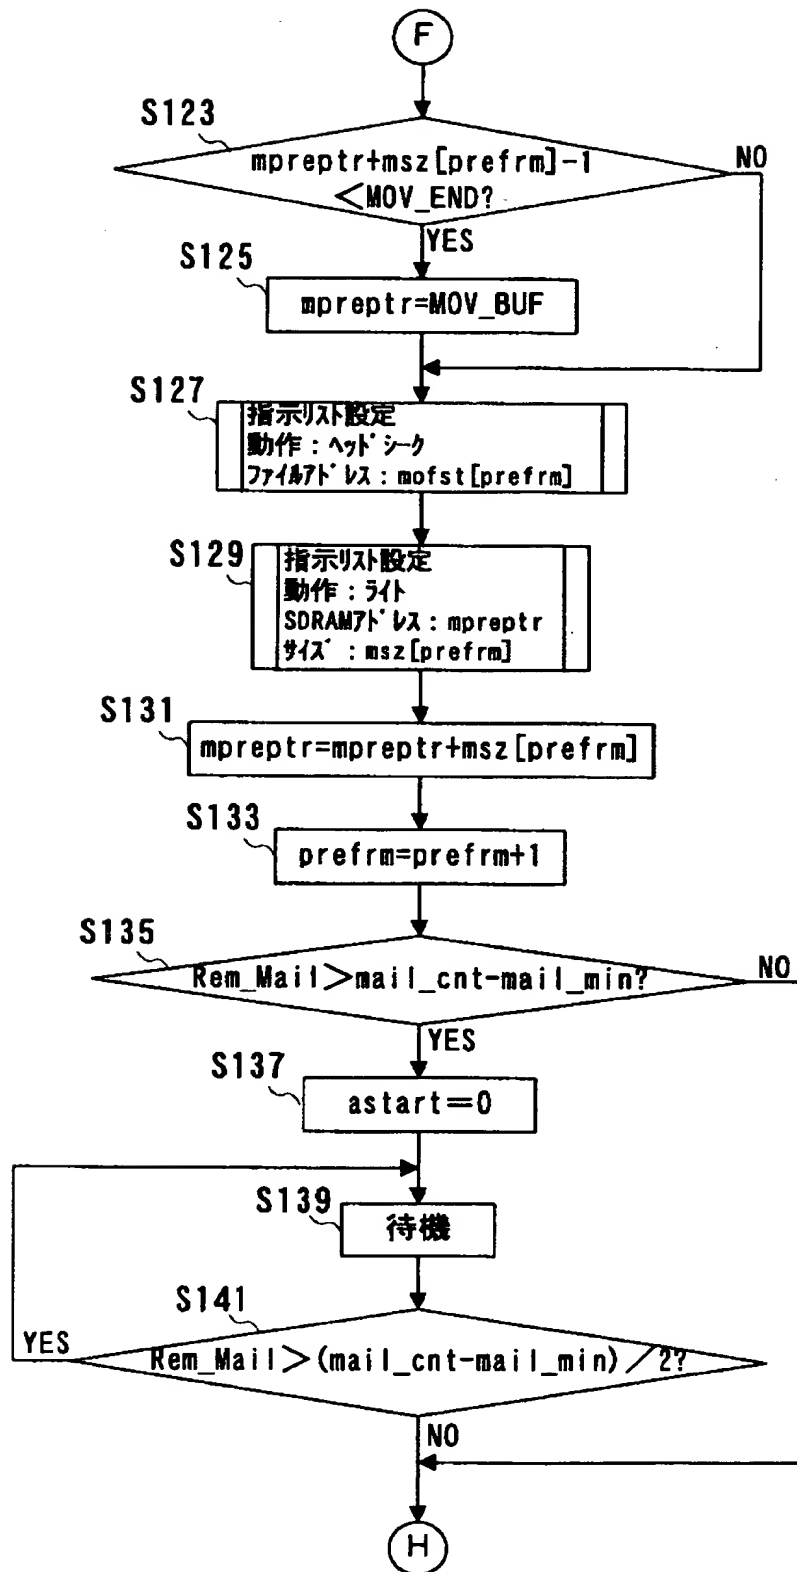 F
S123
mpreptr+msz[prefrm]-1
<MOV_END?
NO
YES
S125
mpreptr=MOV_BUF
S127
指示リスト設定
動作：ヘッドシーク
ファイルアドレス：mofst[prefrm]
S129
指示リスト設定
動作：ライト
SDRAMアドレス：mpreptr
サイズ：msz[prefrm]
S131
mpreptr=mpreptr+msz[prefrm]
S133
prefrm=prefrm+1
S135
Rem_Mail>mail_cnt-mail_min?
NO
YES
S137
astart=0
S139
待機
S141
YES
Rem_Mail>(mail_cnt-mail_min)/2?
NO
H